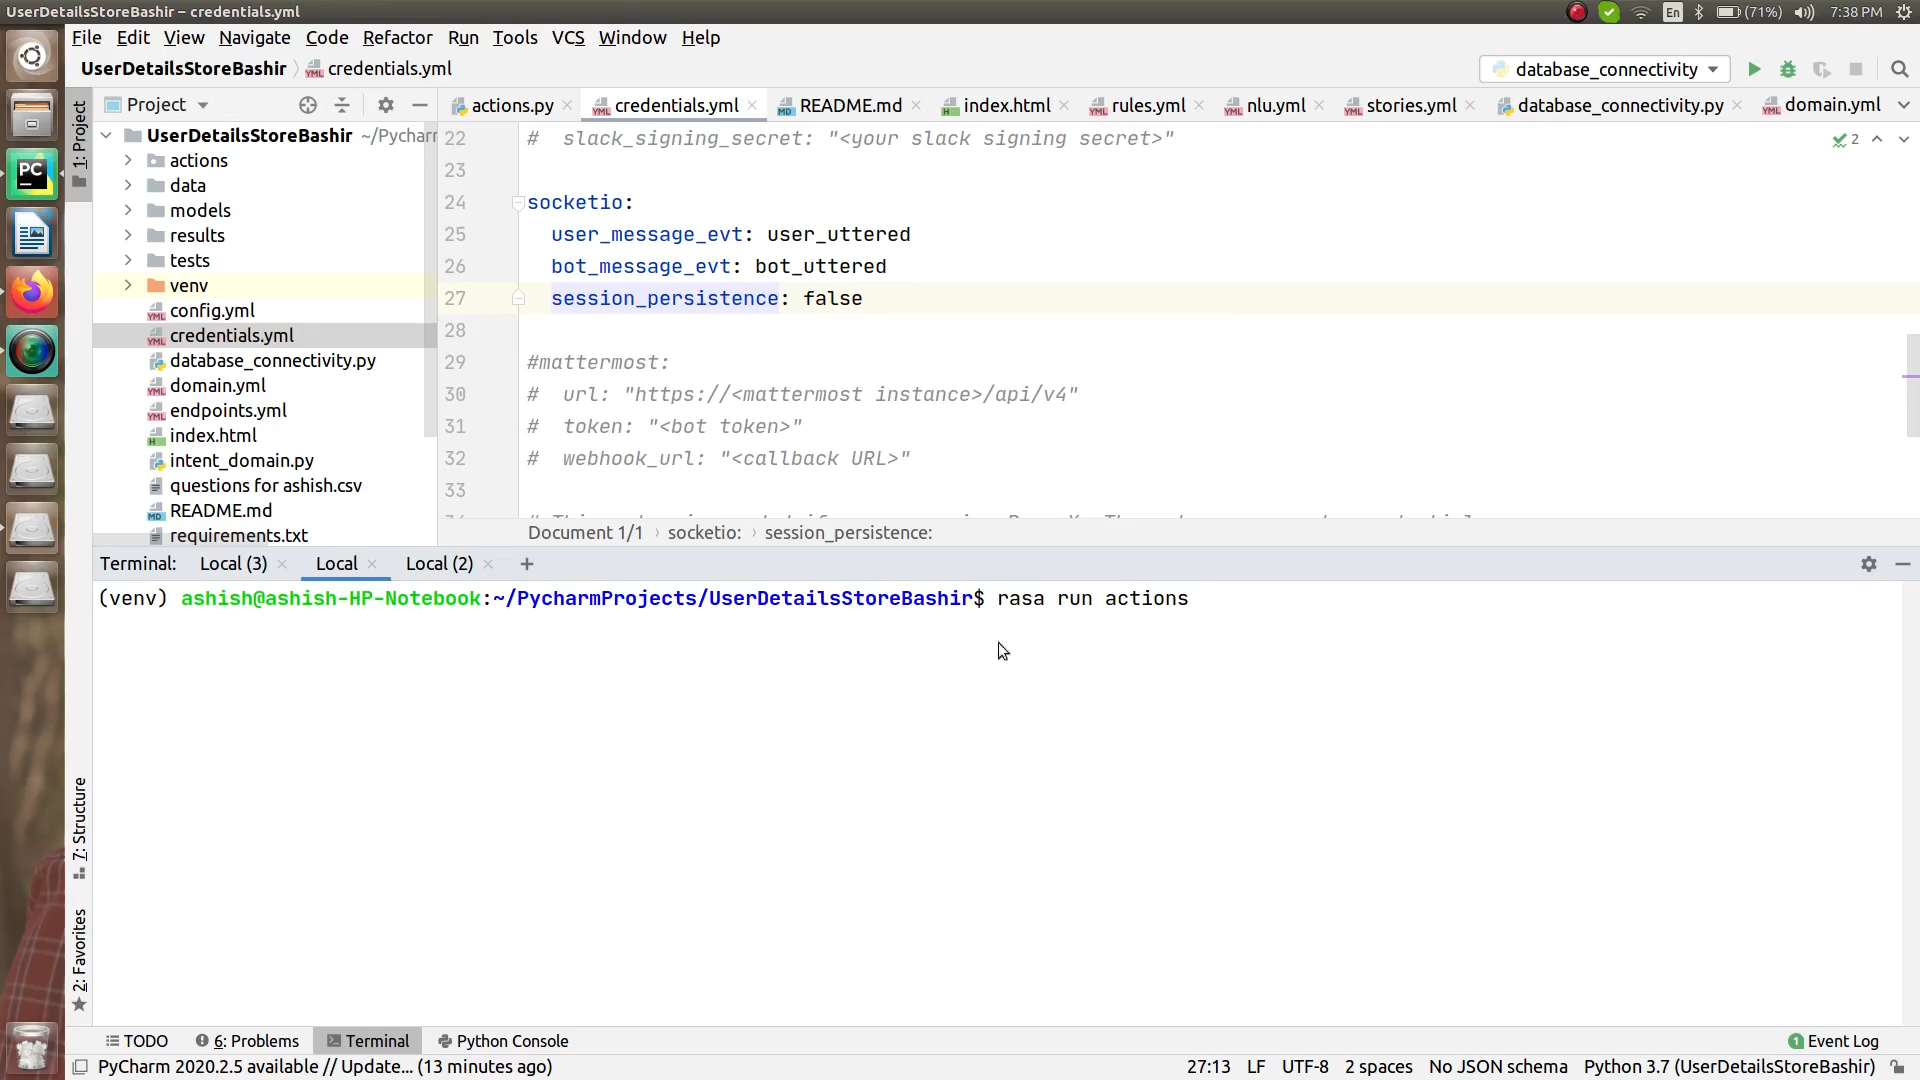 UserDetailsStoreBashir – credentials.yml
En
(71%)
7:38 PM
File Edit View Navigate Code Refactor Run Tools VCS Window Help
UserDetailsStoreBashir credentials.yml
database_connectivity
1: Project
Project
actions.py
credentials.yml
README.md
index.html
rules.yml
nlu.yml
stories.yml
database_connectivity.py
domain.yml
UserDetailsStoreBashir ~/Pychar
actions
data
models
results
tests
venv
config.yml
credentials.yml
database_connectivity.py
domain.yml
endpoints.yml
index.html
intent_domain.py
questions for ashish.csv
README.md
requirements.txt
22 #  slack_signing_secret: "<your slack signing secret>"
2
23
24 socketio:
25   user_message_evt: user_uttered
26   bot_message_evt: bot_uttered
27   session_persistence: false
28
29 #mattermost:
30 #  url: "https://<mattermost instance>/api/v4"
31 #  token: "<bot token>"
32 #  webhook_url: "<callback URL>"
33
Document 1/1 › socketio: › session_persistence:
Terminal: Local (3) Local Local (2) +
(venv) ashish@ashish-HP-Notebook:~/PycharmProjects/UserDetailsStoreBashir$ rasa run actions
7: Structure
2: Favorites
PC
TODO
6: Problems
Terminal
Python Console
1 Event Log
PyCharm 2020.2.5 available // Update... (13 minutes ago)
27:13 LF UTF-8 2 spaces No JSON schema Python 3.7 (UserDetailsStoreBashir)